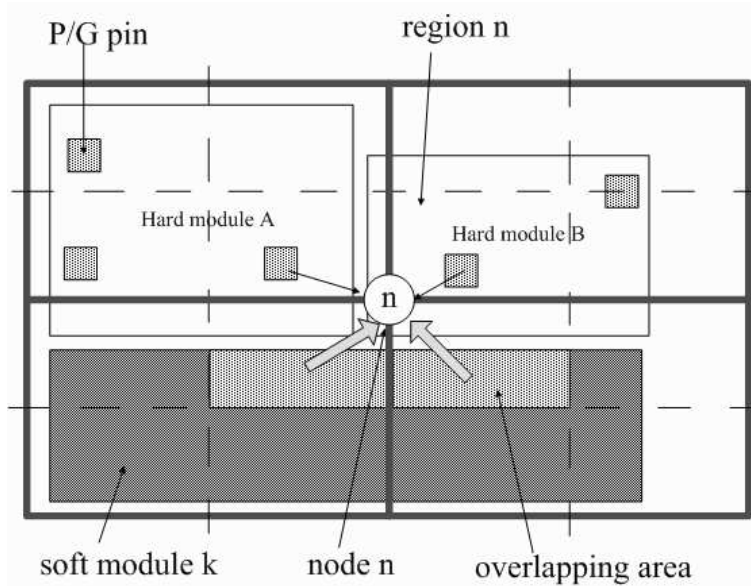 P/G pin
region n
Hard module A
Hard module B
n
soft module k
node n
overlapping area